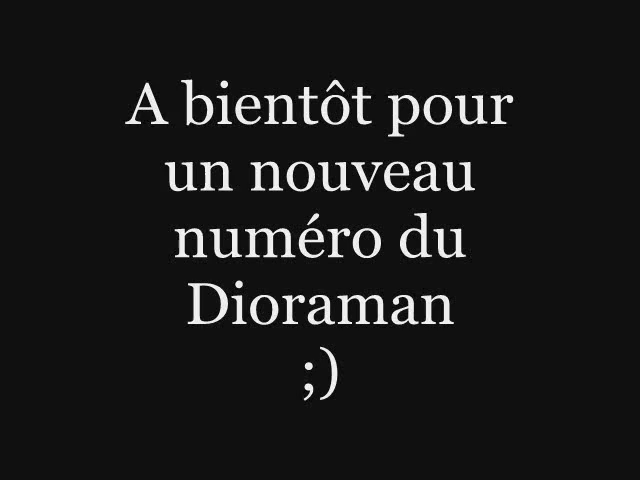 A bientôt pour
un nouveau
numéro du
Dioraman
;)